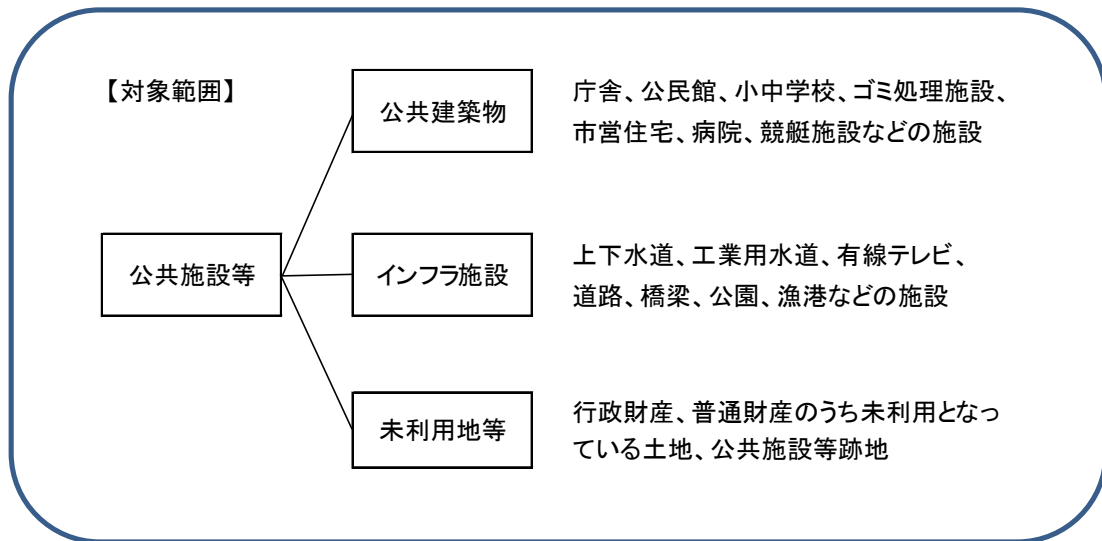 【対象範囲】
公共建築物
庁舎、公民館、小中学校、ゴミ処理施設、
市営住宅、病院、競艇施設などの施設
公共施設等
インフラ施設
上下水道、工業用水道、有線テレビ、
道路、橋梁、公園、漁港などの施設
未利用地等
行政財産、普通財産のうち未利用となっ
ている土地、公共施設等跡地